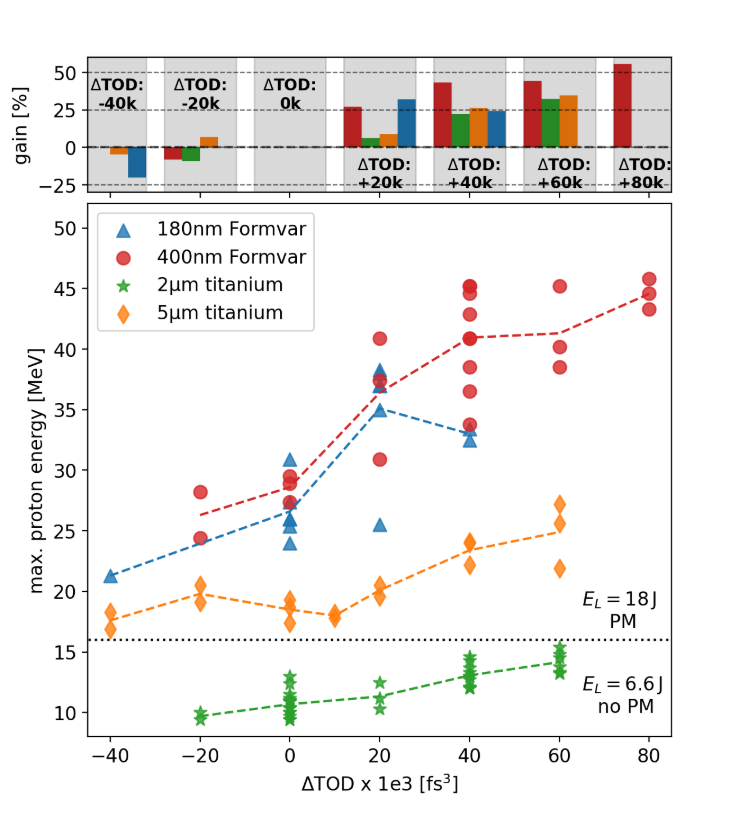 gain [%]
50
25
0
−25
ΔTOD:
-40k
ΔTOD:
-20k
ΔTOD:
0k
ΔTOD:
+20k
ΔTOD:
+40k
ΔTOD:
+60k
ΔTOD:
+80k
max. proton energy [MeV]
50
45
40
35
30
25
20
15
10
180nm Formvar
400nm Formvar
2μm titanium
5μm titanium
E_L = 18 J
PM
E_L = 6.6 J
no PM
−40
−20
0
20
40
60
80
ΔTOD x 1e3 [fs³]